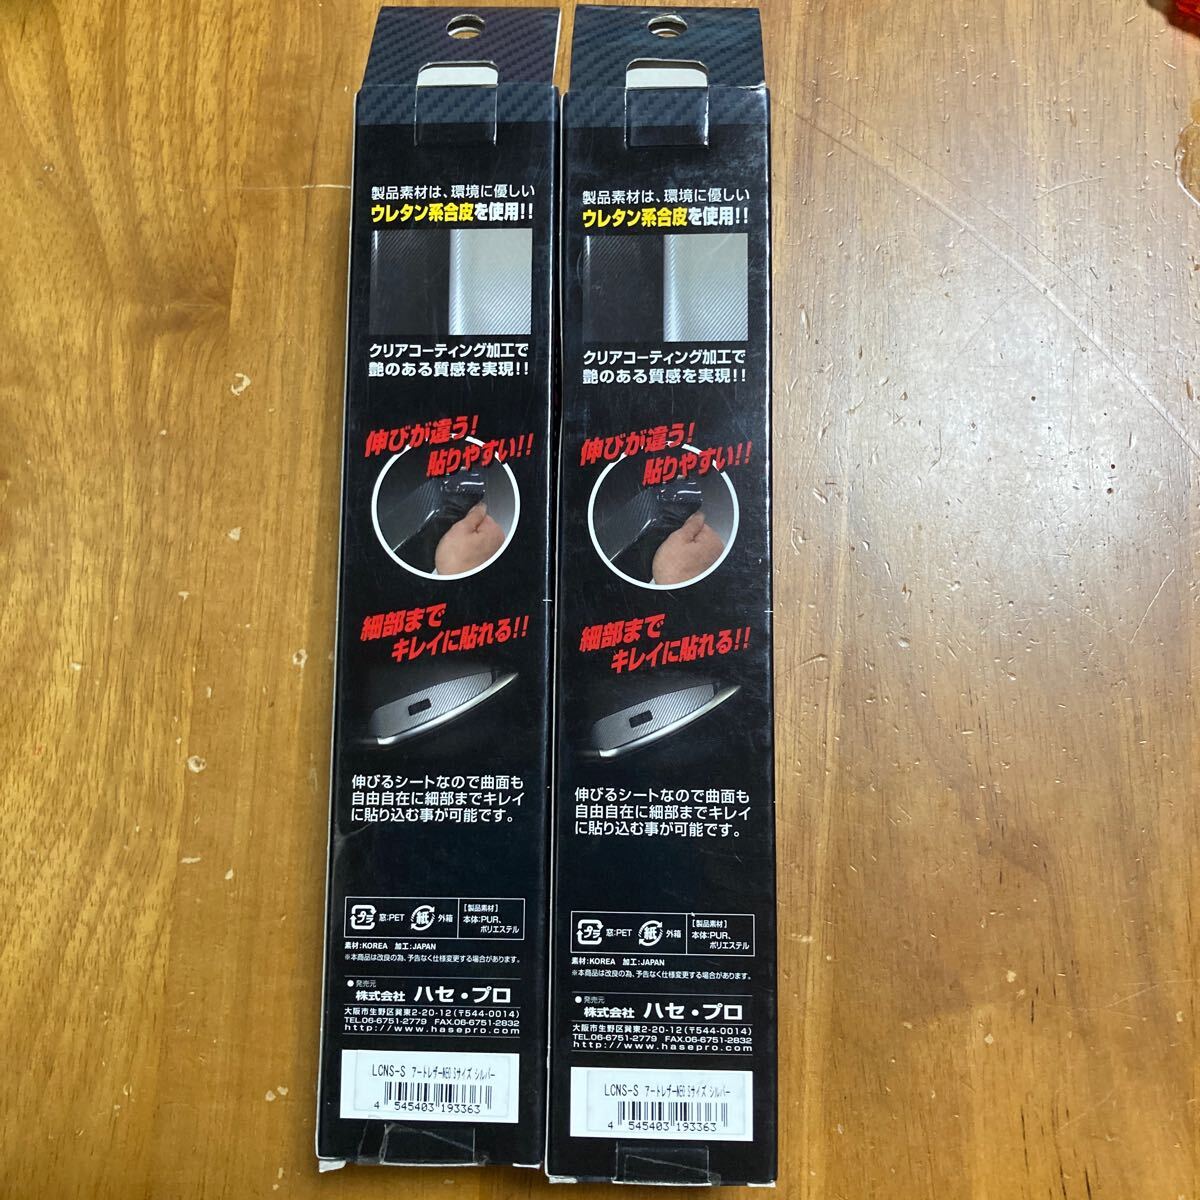 製品素材は、環境に優しい
ウレタン系合皮を使用!!
クリアコーティング加工で
艶のある質感を実現!!
伸びが違う!
貼りやすい!!
細部まで
キレイに貼れる!!
伸びるシートなので曲面も
自由自在に細部までキレイ
に貼り込む事が可能です。
プラ 窓:PET 紙 外箱
【製品素材】
本体:PUR、
ポリエステル
素材:KOREA 加工:JAPAN
※本商品は改良の為、予告なく仕様変更する場合があります。
●発売元
株式会社 ハセ・プロ
大阪市生野区巽東2-20-12(〒544-0014)
TEL.06-6751-2779 FAX.06-6751-2832
http://www.hasepro.com
LCNS-S アートレザーNEO Sサイズ シルバー
4 545403 193363
製品素材は、環境に優しい
ウレタン系合皮を使用!!
クリアコーティング加工で
艶のある質感を実現!!
伸びが違う!
貼りやすい!!
細部まで
キレイに貼れる!!
伸びるシートなので曲面も
自由自在に細部までキレイ
に貼り込む事が可能です。
プラ 窓:PET 紙 外箱
【製品素材】
本体:PUR、
ポリエステル
素材:KOREA 加工:JAPAN
※本商品は改良の為、予告なく仕様変更する場合があります。
●発売元
株式会社 ハセ・プロ
大阪市生野区巽東2-20-12(〒544-0014)
TEL.06-6751-2779 FAX.06-6751-2832
http://www.hasepro.com
LCNS-S アートレザーNEO Sサイズ シルバー
4 545403 193363